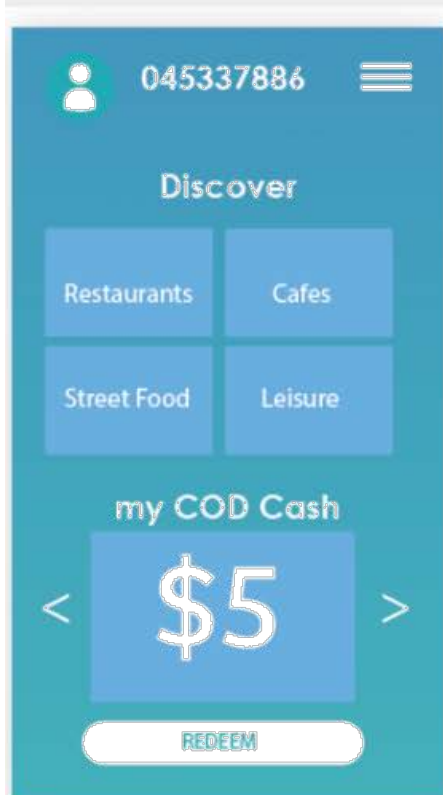 045337886
Discover
Restaurants Cafes
Street Food Leisure
my COD Cash
< $5 >
REDEEM